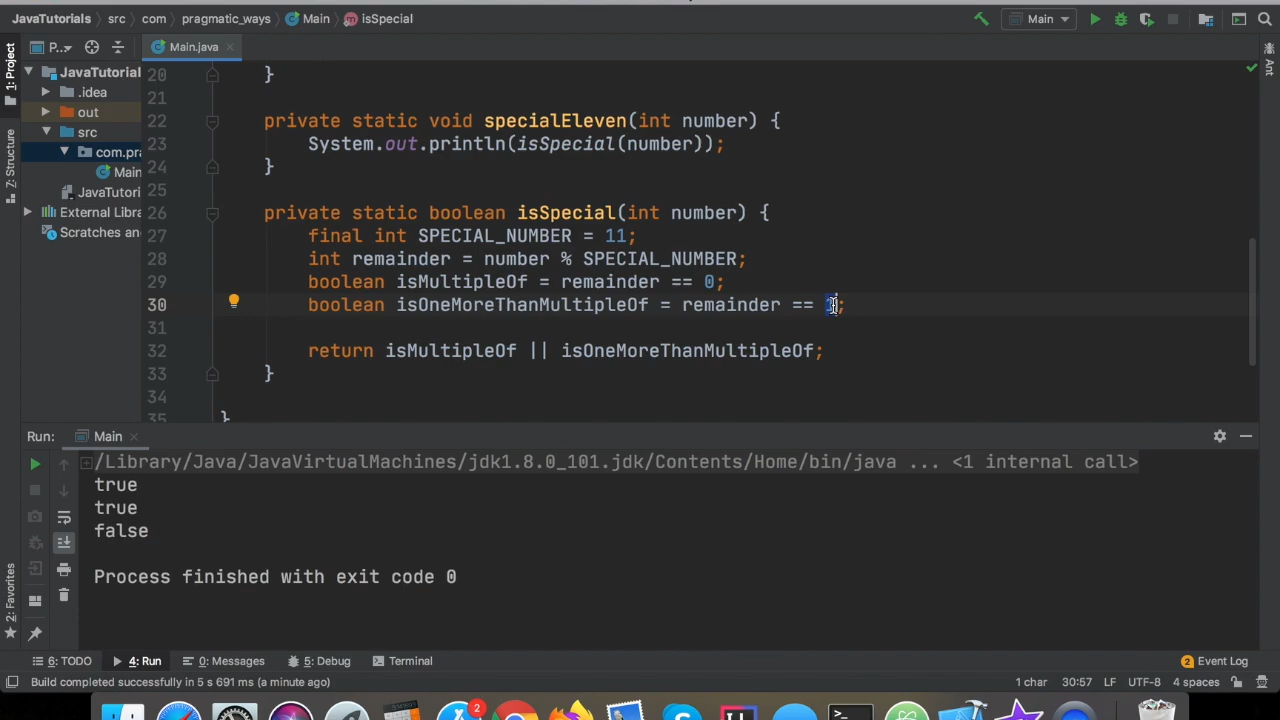 JavaTutorials src com pragmatic_ways Main isSpecial Main
1: Project
P... Main.java
JavaTutorial
.idea
out
src
com.pra
Main
JavaTutori
External Libra
Scratches an
7: Structure
2: Favorites
Ant
20 }
21
22 private static void specialEleven(int number) {
23 System.out.println(isSpecial(number));
24 }
25
26 private static boolean isSpecial(int number) {
27 final int SPECIAL_NUMBER = 11;
28 int remainder = number % SPECIAL_NUMBER;
29 boolean isMultipleOf = remainder == 0;
30 boolean isOneMoreThanMultipleOf = remainder == 1;
31
32 return isMultipleOf || isOneMoreThanMultipleOf;
33 }
34
35 }
Run: Main
/Library/Java/JavaVirtualMachines/jdk1.8.0_101.jdk/Contents/Home/bin/java ... <1 internal call>
true
true
false
Process finished with exit code 0
6: TODO 4: Run 0: Messages 5: Debug Terminal 2 Event Log
Build completed successfully in 5 s 691 ms (a minute ago) 1 char 30:57 LF UTF-8 4 spaces
2